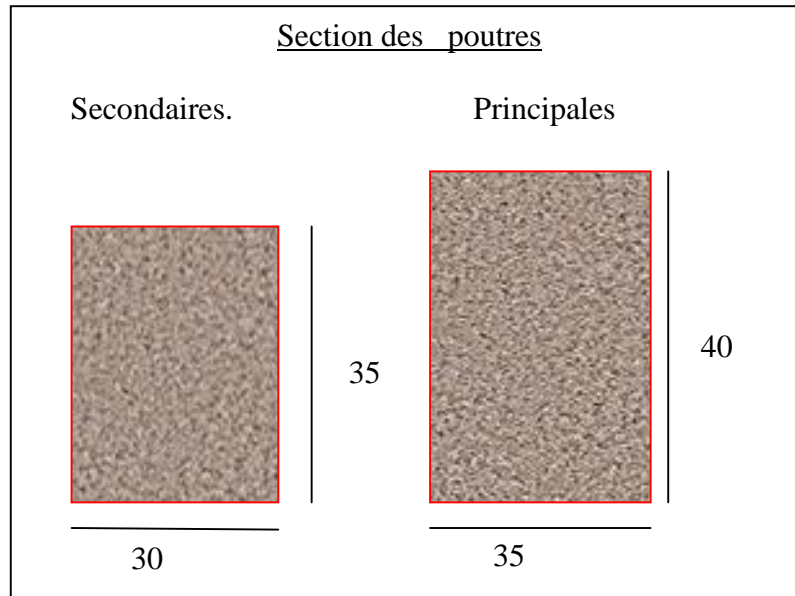 Section des poutres
Secondaires.
Principales
35
40
30
35